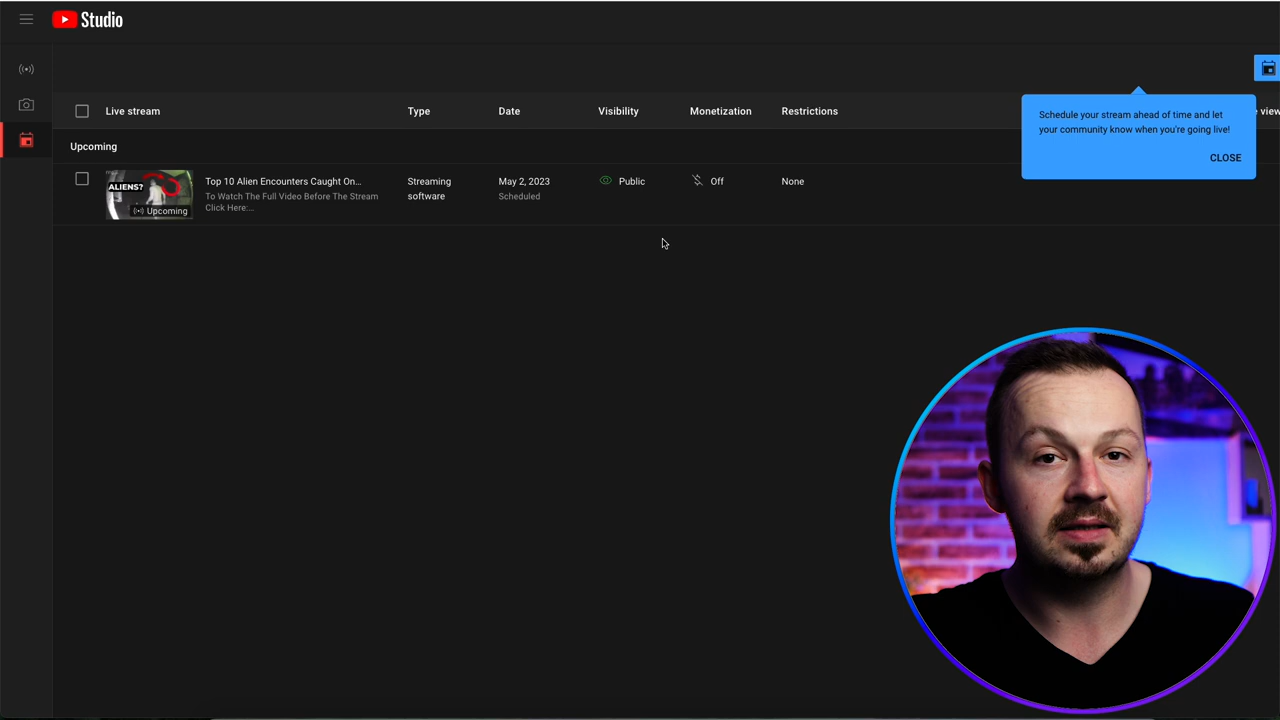 Studio
Live stream
Type
Date
Visibility
Monetization
Restrictions
view
Schedule your stream ahead of time and let
your community know when you're going live!
CLOSE
Upcoming
ALIENS?
Upcoming
Top 10 Alien Encounters Caught On...
To Watch The Full Video Before The Stream
Click Here:...
Streaming
software
May 2, 2023
Scheduled
Public
Off
None